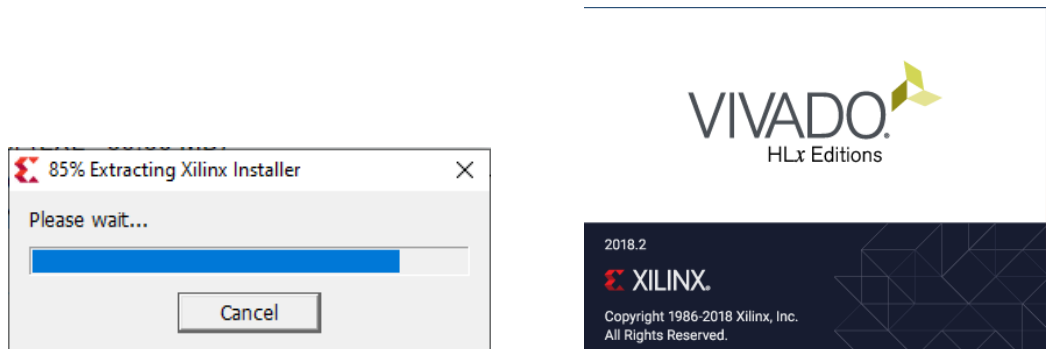 85% Extracting Xilinx Installer
Please wait...
Cancel
VIVADO.
HLx Editions
2018.2
XILINX.
Copyright 1986-2018 Xilinx, Inc.
All Rights Reserved.